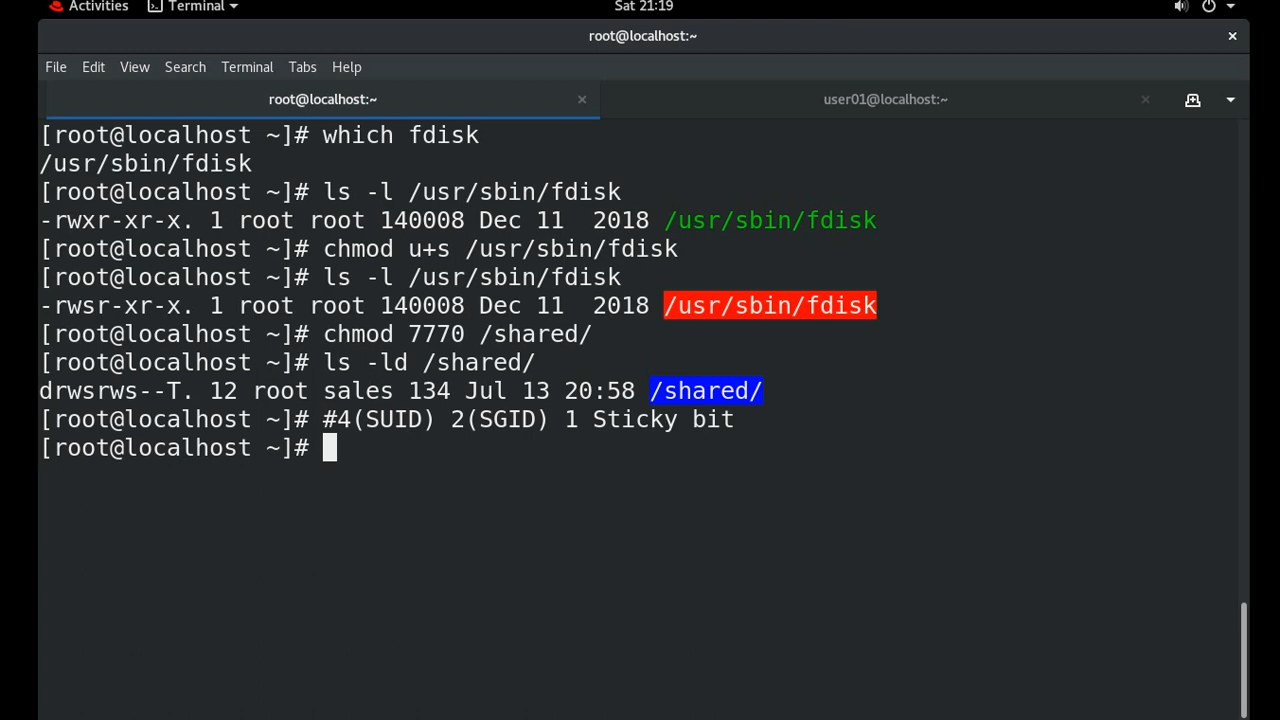 Activities Terminal Sat 21:19
root@localhost:~
File Edit View Search Terminal Tabs Help
root@localhost:~ user01@localhost:~
[root@localhost ~]# which fdisk
/usr/sbin/fdisk
[root@localhost ~]# ls -l /usr/sbin/fdisk
-rwxr-xr-x. 1 root root 140008 Dec 11  2018 /usr/sbin/fdisk
[root@localhost ~]# chmod u+s /usr/sbin/fdisk
[root@localhost ~]# ls -l /usr/sbin/fdisk
-rwsr-xr-x. 1 root root 140008 Dec 11  2018 /usr/sbin/fdisk
[root@localhost ~]# chmod 7770 /shared/
[root@localhost ~]# ls -ld /shared/
drwsrws--T. 12 root sales 134 Jul 13 20:58 /shared/
[root@localhost ~]# #4(SUID) 2(SGID) 1 Sticky bit
[root@localhost ~]#